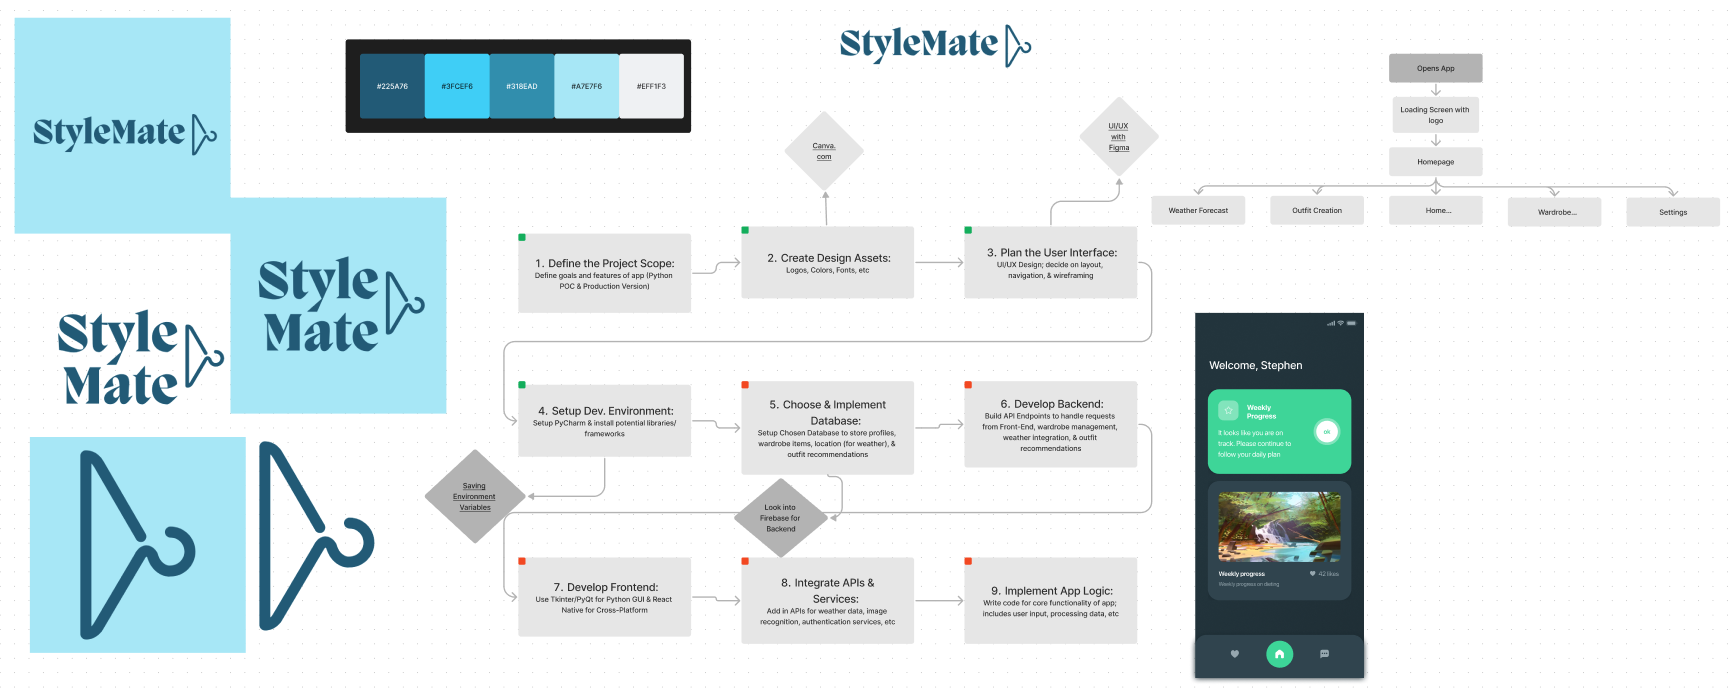 StyleMate
#225A76
#3FCEF6
#318EAD
#A7E7F6
#EFF1F3
StyleMate
Style
Mate
Style
Mate
Canva.
com
UI/UX
with
Figma
1. Define the Project Scope:
Define goals and features of app (Python
POC & Production Version)
2. Create Design Assets:
Logos, Colors, Fonts, etc
3. Plan the User Interface:
UI/UX Design; decide on layout,
navigation, & wireframing
4. Setup Dev. Environment:
Setup PyCharm & install potential libraries/
frameworks
5. Choose & Implement
Database:
Setup Chosen Database to store profiles,
wardrobe items, location (for weather), &
outfit recommendations
6. Develop Backend:
Build API Endpoints to handle requests
from Front-End, wardrobe management,
weather integration, & outfit
recommendations
Saving
Environment
Variables
Look into
Firebase for
Backend
7. Develop Frontend:
Use Tkinter/PyQt for Python GUI & React
Native for Cross-Platform
8. Integrate APIs &
Services:
Add in APIs for weather data, image
recognition, authentication services, etc
9. Implement App Logic:
Write code for core functionality of app;
includes user input, processing data, etc
Opens App
Loading Screen with
logo
Homepage
Weather Forecast
Outfit Creation
Home...
Wardrobe...
Settings
Welcome, Stephen
Weekly
Progress
It looks like you are on
track. Please continue to
follow your daily plan
ok
Weekly progress
42 likes
Weekly progress on dieting